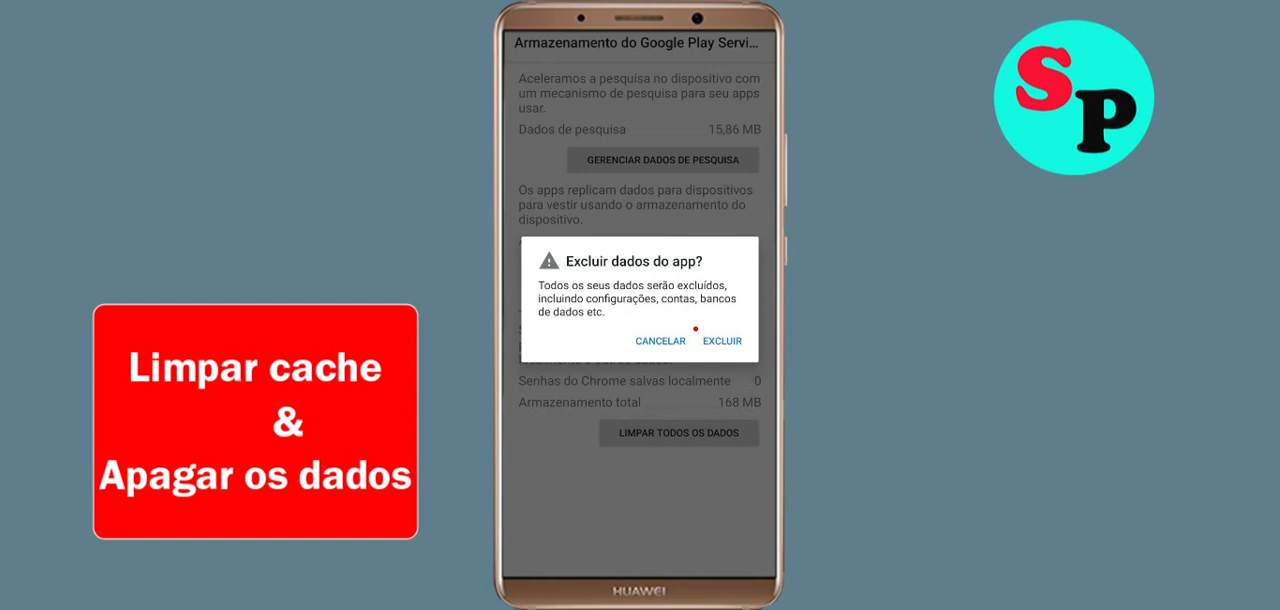 Armazenamento do Google Play Servi...
Aceleramos a pesquisa no dispositivo com
um mecanismo de pesquisa para seu apps
usar.
Dados de pesquisa 15,86 MB
GERENCIAR DADOS DE PESQUISA
Os apps replicam dados para dispositivos
para vestir usando o armazenamento do
dispositivo.
Excluir dados do app?
Todos os seus dados serão excluídos,
incluindo configurações, contas, bancos
de dados etc.
CANCELAR EXCLUIR
Senhas do Chrome salvas localmente 0
Armazenamento total 168 MB
LIMPAR TODOS OS DADOS
HUAWEI
Limpar cache
&
Apagar os dados
SP